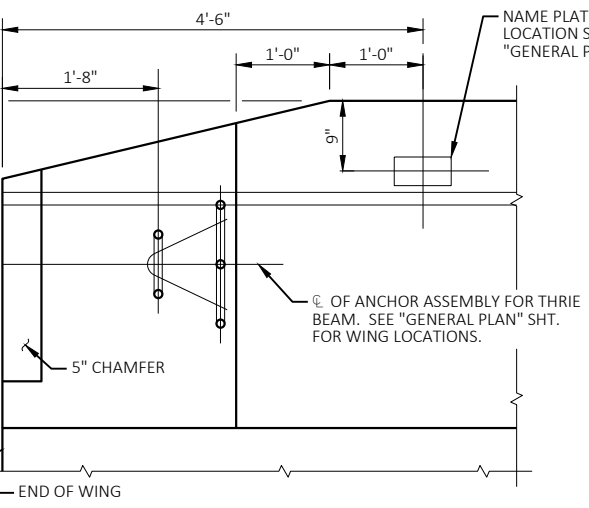 4'-6"
NAME PLAT
LOCATION S
"GENERAL P
1'-0" 1'-0"
1'-8"
9"
℄ OF ANCHOR ASSEMBLY FOR THRIE
BEAM. SEE "GENERAL PLAN" SHT.
FOR WING LOCATIONS.
5" CHAMFER
END OF WING